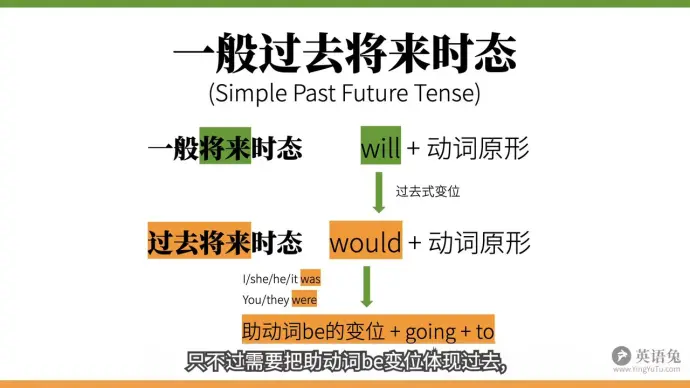 一般过去将来时态
(Simple Past Future Tense)
一般将来时态 will + 动词原形
过去式变位
过去将来时态 would + 动词原形
I/she/he/it was
You/they were
助动词be的变位 + going + to
只不过需要把助动词be变位体现过去,
英语兔
www.YingYuTu.com